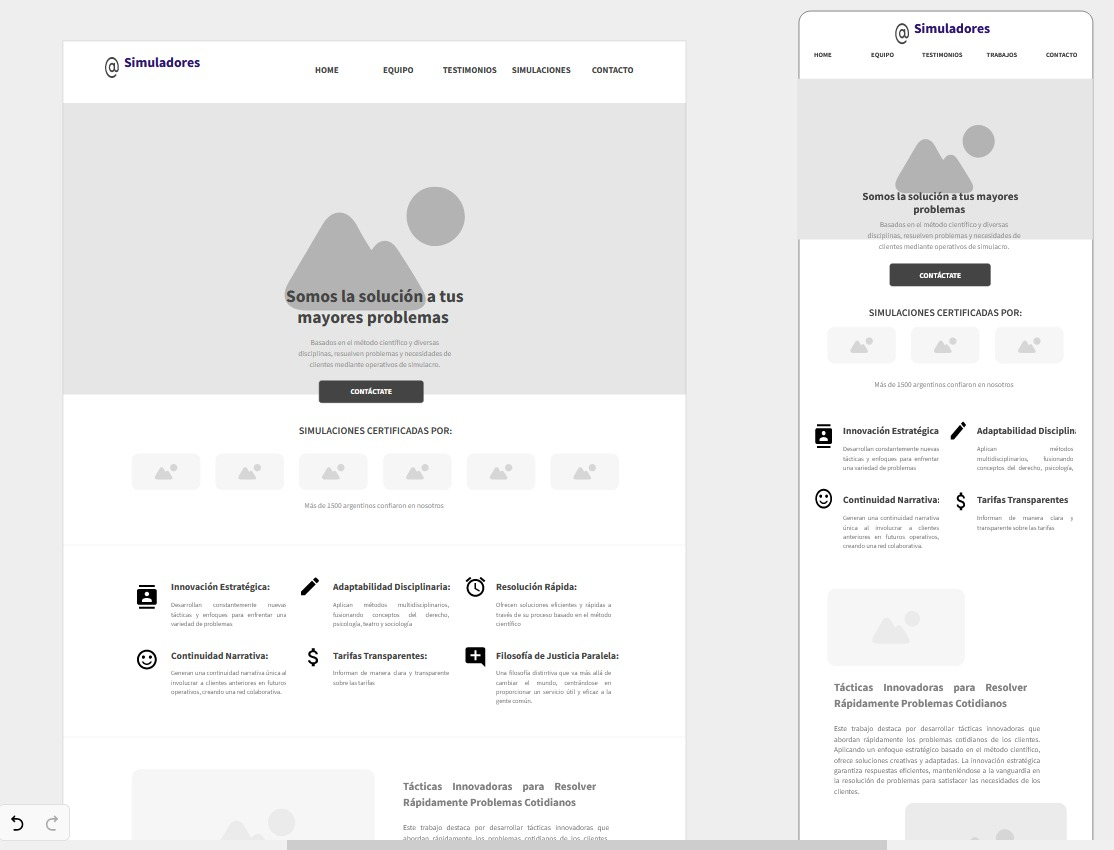 @ Simuladores
HOME EQUIPO TESTIMONIOS SIMULACIONES CONTACTO
Somos la solución a tus
mayores problemas
Basados en el método científico y diversas
disciplinas, resuelven problemas y necesidades de
clientes mediante operativos de simulacro.
CONTÁCTATE
SIMULACIONES CERTIFICADAS POR:
Más de 1500 argentinos confiaron en nosotros
Innovación Estratégica:
Desarrollan constantemente nuevas
tácticas y enfoques para enfrentar una
variedad de problemas
Adaptabilidad Disciplinaria:
Aplican métodos multidisciplinarios,
fusionando conceptos del derecho,
psicología, teatro y sociología
Resolución Rápida:
Ofrecen soluciones eficientes y rápidas a
través de su proceso basado en el método
científico
Continuidad Narrativa:
Generan una continuidad narrativa única al
involucrar a clientes anteriores en futuros
operativos, creando una red colaborativa.
Tarifas Transparentes:
Informan de manera clara y transparente
sobre las tarifas
Filosofía de Justicia Paralela:
Una filosofía distintiva que va más allá de
cambiar el mundo, centrándose en
proporcionar un servicio útil y eficaz a la
gente común.
Tácticas Innovadoras para Resolver
Rápidamente Problemas Cotidianos
Este trabajo destaca por desarrollar tácticas innovadoras que
abordan rápidamente los problemas cotidianos de los clientes.
@ Simuladores
HOME EQUIPO TESTIMONIOS TRABAJOS CONTACTO
Somos la solución a tus mayores
problemas
Basados en el método científico y diversas
disciplinas, resuelven problemas y necesidades de
clientes mediante operativos de simulacro.
CONTÁCTATE
SIMULACIONES CERTIFICADAS POR:
Más de 1500 argentinos confiaron en nosotros
Innovación Estratégica
Desarrollan constantemente nuevas
tácticas y enfoques para enfrentar
una variedad de problemas
Adaptabilidad Disciplin
Aplican métodos
multidisciplinarios, fusionando
conceptos del derecho, psicología,
Continuidad Narrativa:
Generan una continuidad narrativa
única al involucrar a clientes
anteriores en futuros operativos,
creando una red colaborativa.
Tarifas Transparentes
Informan de manera clara y
transparente sobre las tarifas
Tácticas Innovadoras para Resolver
Rápidamente Problemas Cotidianos
Este trabajo destaca por desarrollar tácticas innovadoras que
abordan rápidamente los problemas cotidianos de los clientes.
Aplicando un enfoque estratégico basado en el método científico,
ofrece soluciones creativas y adaptadas. La innovación estratégica
garantiza respuestas eficientes, manteniéndose a la vanguardia en
la resolución de problemas para satisfacer las necesidades de los
clientes.